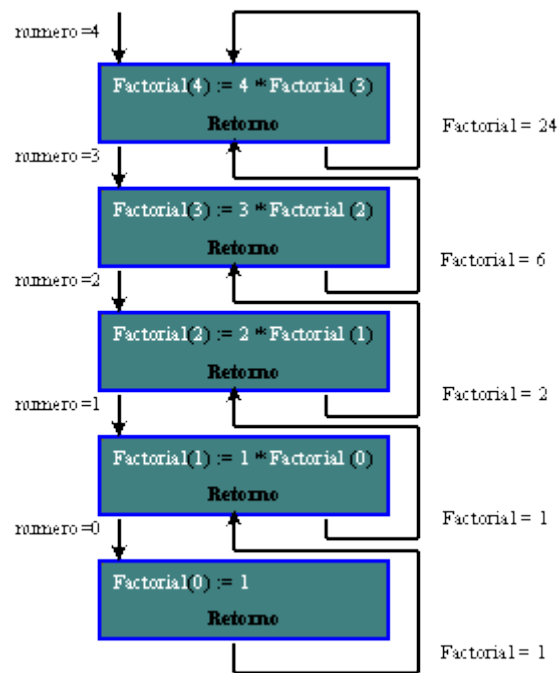 numero =4
Factorial(4) := 4 * Factorial (3)
Retorno
Factorial = 24
numero =3
Factorial(3) := 3 * Factorial (2)
Retorno
Factorial = 6
numero =2
Factorial(2) := 2 * Factorial (1)
Retorno
Factorial = 2
numero =1
Factorial(1) := 1 * Factorial (0)
Retorno
Factorial = 1
numero =0
Factorial(0) := 1
Retorno
Factorial = 1